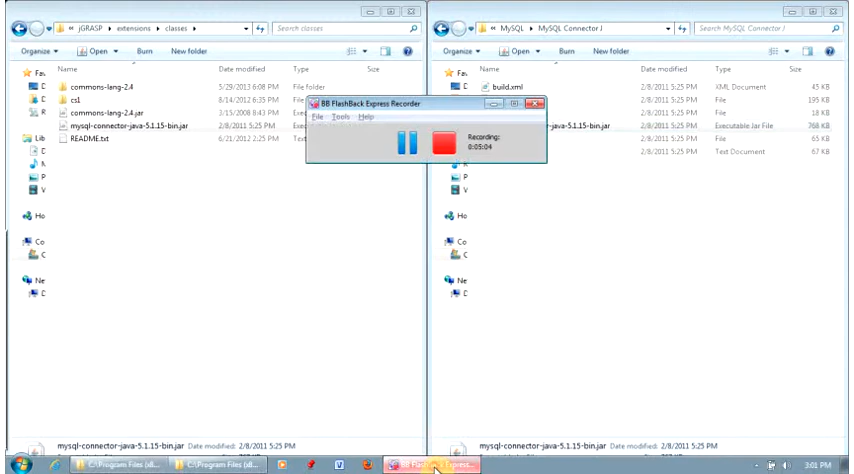 « jGRASP ▸ extensions ▸ classes ▸
Search classes
Organize
Open
Burn
New folder
Name
Date modified
Type
Size
Fav
commons-lang-2.4
5/29/2013 6:08 PM
File folder
cs1
8/14/2012 6:35 PM
commons-lang-2.4.jar
3/15/2008 8:43 PM
mysql-connector-java-5.1.15-bin.jar
2/8/2011 5:25 PM
README.txt
6/21/2012 2:25 PM
Lib
Ho
Co
Ne
mysql-connector-java-5.1.15-bin.jar Date modified: 2/8/2011 5:25 PM
« MySQL ▸ MySQL Connector J
Search MySQL Connector J
Organize
Open
Burn
New folder
Name
Date modified
Type
Size
build.xml
2/8/2011 5:25 PM
XML Document
45 KB
2/8/2011 5:25 PM
File
195 KB
2/8/2011 5:25 PM
File
19 KB
java-5.1.15-bin.jar
2/8/2011 5:25 PM
Executable Jar File
768 KB
2/8/2011 5:25 PM
File
65 KB
2/8/2011 5:25 PM
Text Document
67 KB
Lib
Ho
Co
Ne
mysql-connector-java-5.1.15-bin.jar Date modified: 2/8/2011 5:25 PM
BB FlashBack Express Recorder
File Tools Help
Recording:
0:05:04
C:\Program Files (d...
C:\Program Files (d...
BB FlashBack Express...
3:01 PM